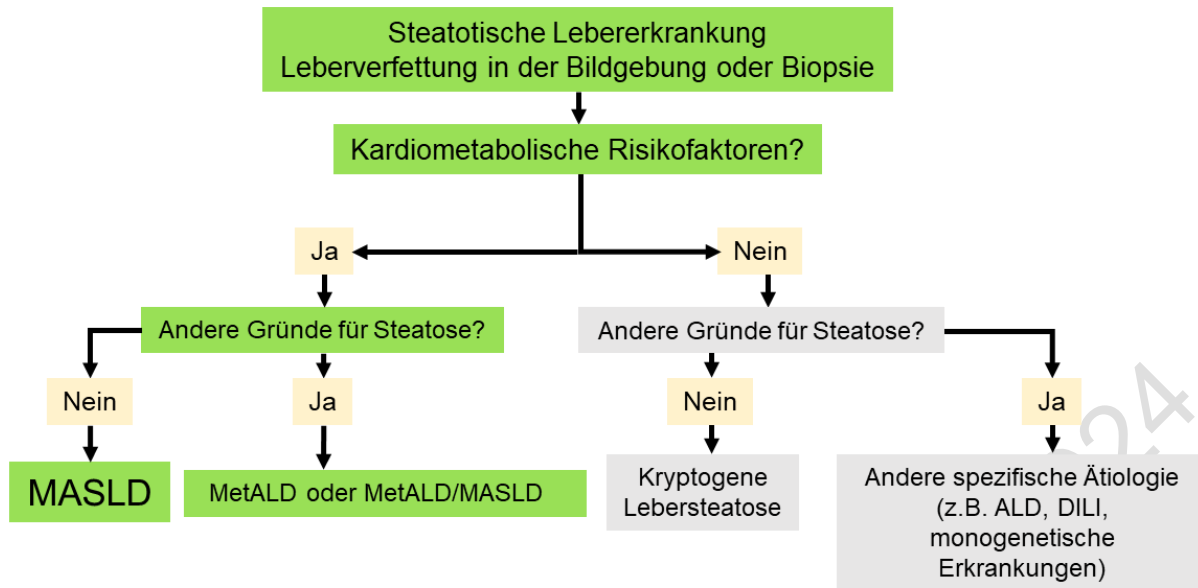 Steatotische Lebererkrankung
Leberverfettung in der Bildgebung oder Biopsie
Kardiometabolische Risikofaktoren?
Ja
Nein
Andere Gründe für Steatose?
Andere Gründe für Steatose?
Nein
Ja
Nein
Ja
MASLD
MetALD oder MetALD/MASLD
Kryptogene
Lebersteatose
Andere spezifische Ätiologie
(z.B. ALD, DILI,
monogenetische
Erkrankungen)
24